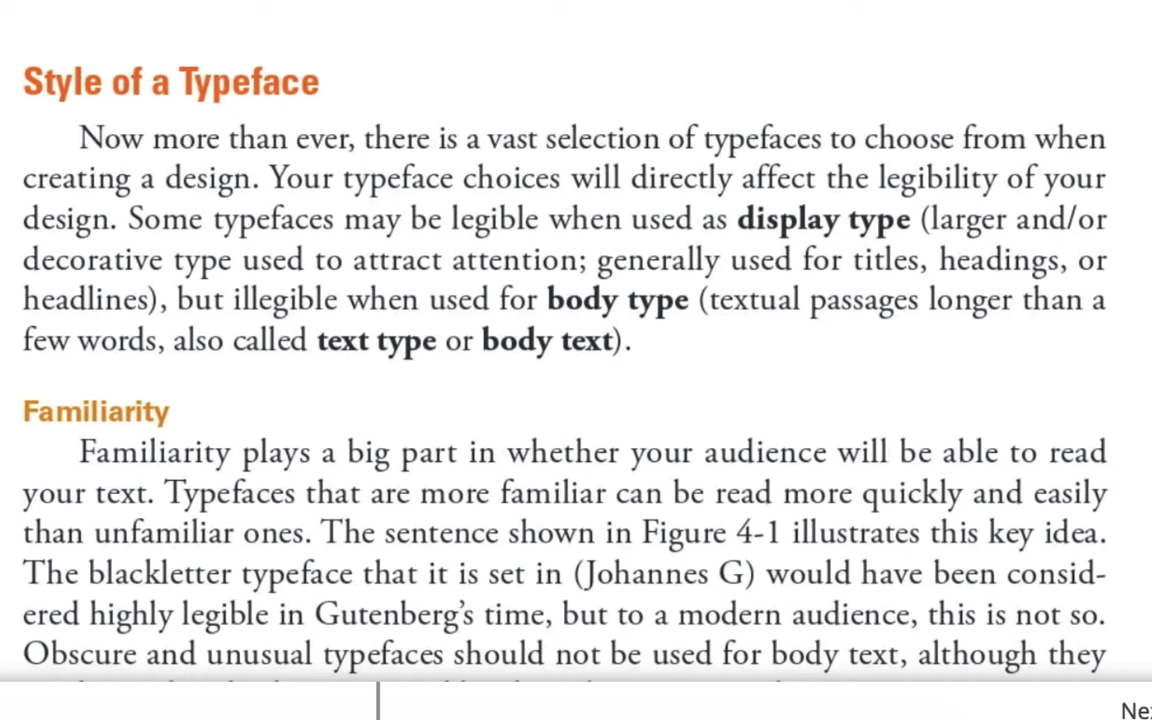 Style of a Typeface
Now more than ever, there is a vast selection of typefaces to choose from when
creating a design. Your typeface choices will directly affect the legibility of your
design. Some typefaces may be legible when used as display type (larger and/or
decorative type used to attract attention; generally used for titles, headings, or
headlines), but illegible when used for body type (textual passages longer than a
few words, also called text type or body text).
Familiarity
Familiarity plays a big part in whether your audience will be able to read
your text. Typefaces that are more familiar can be read more quickly and easily
than unfamiliar ones. The sentence shown in Figure 4-1 illustrates this key idea.
The blackletter typeface that it is set in (Johannes G) would have been consid-
ered highly legible in Gutenberg's time, but to a modern audience, this is not so.
Obscure and unusual typefaces should not be used for body text, although they